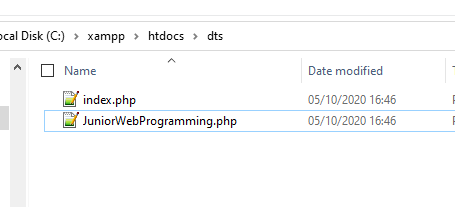 ocal Disk (C:) > xampp > htdocs > dts
Name Date modified
index.php 05/10/2020 16:46
JuniorWebProgramming.php 05/10/2020 16:46